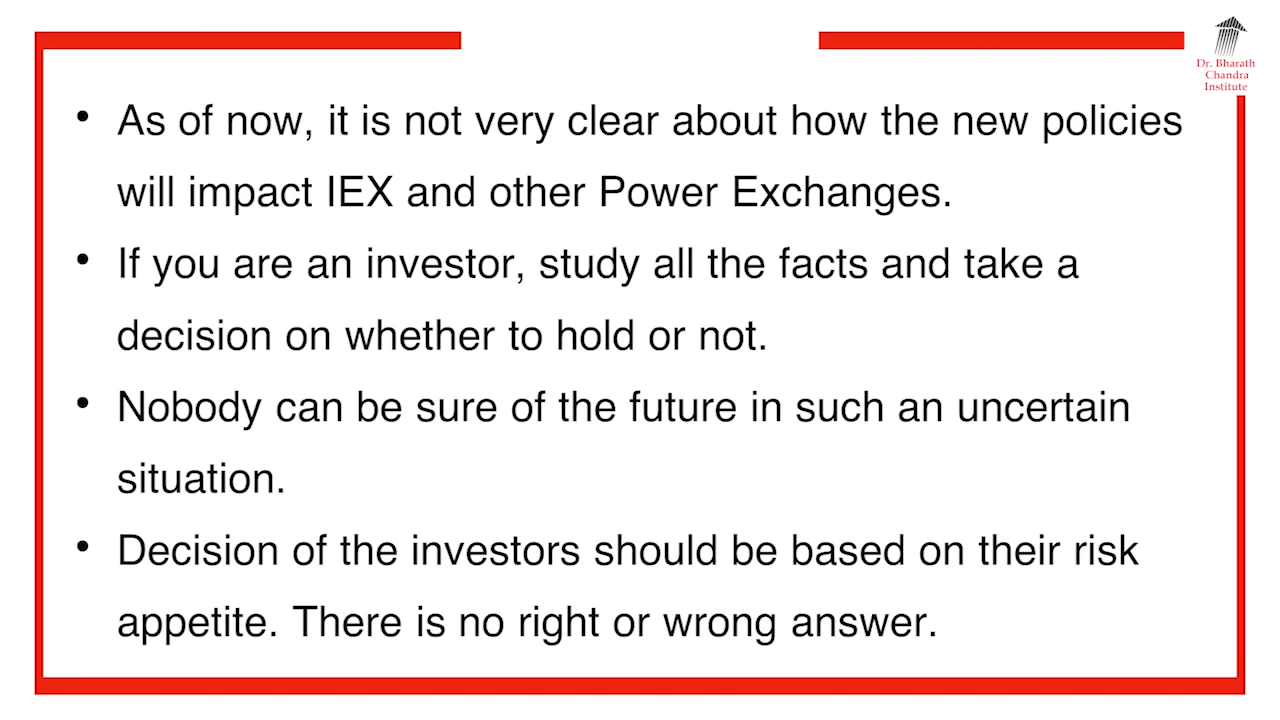 Dr. Bharath
Chandra
Institute
• As of now, it is not very clear about how the new policies
will impact IEX and other Power Exchanges.
• If you are an investor, study all the facts and take a
decision on whether to hold or not.
• Nobody can be sure of the future in such an uncertain
situation.
• Decision of the investors should be based on their risk
appetite. There is no right or wrong answer.